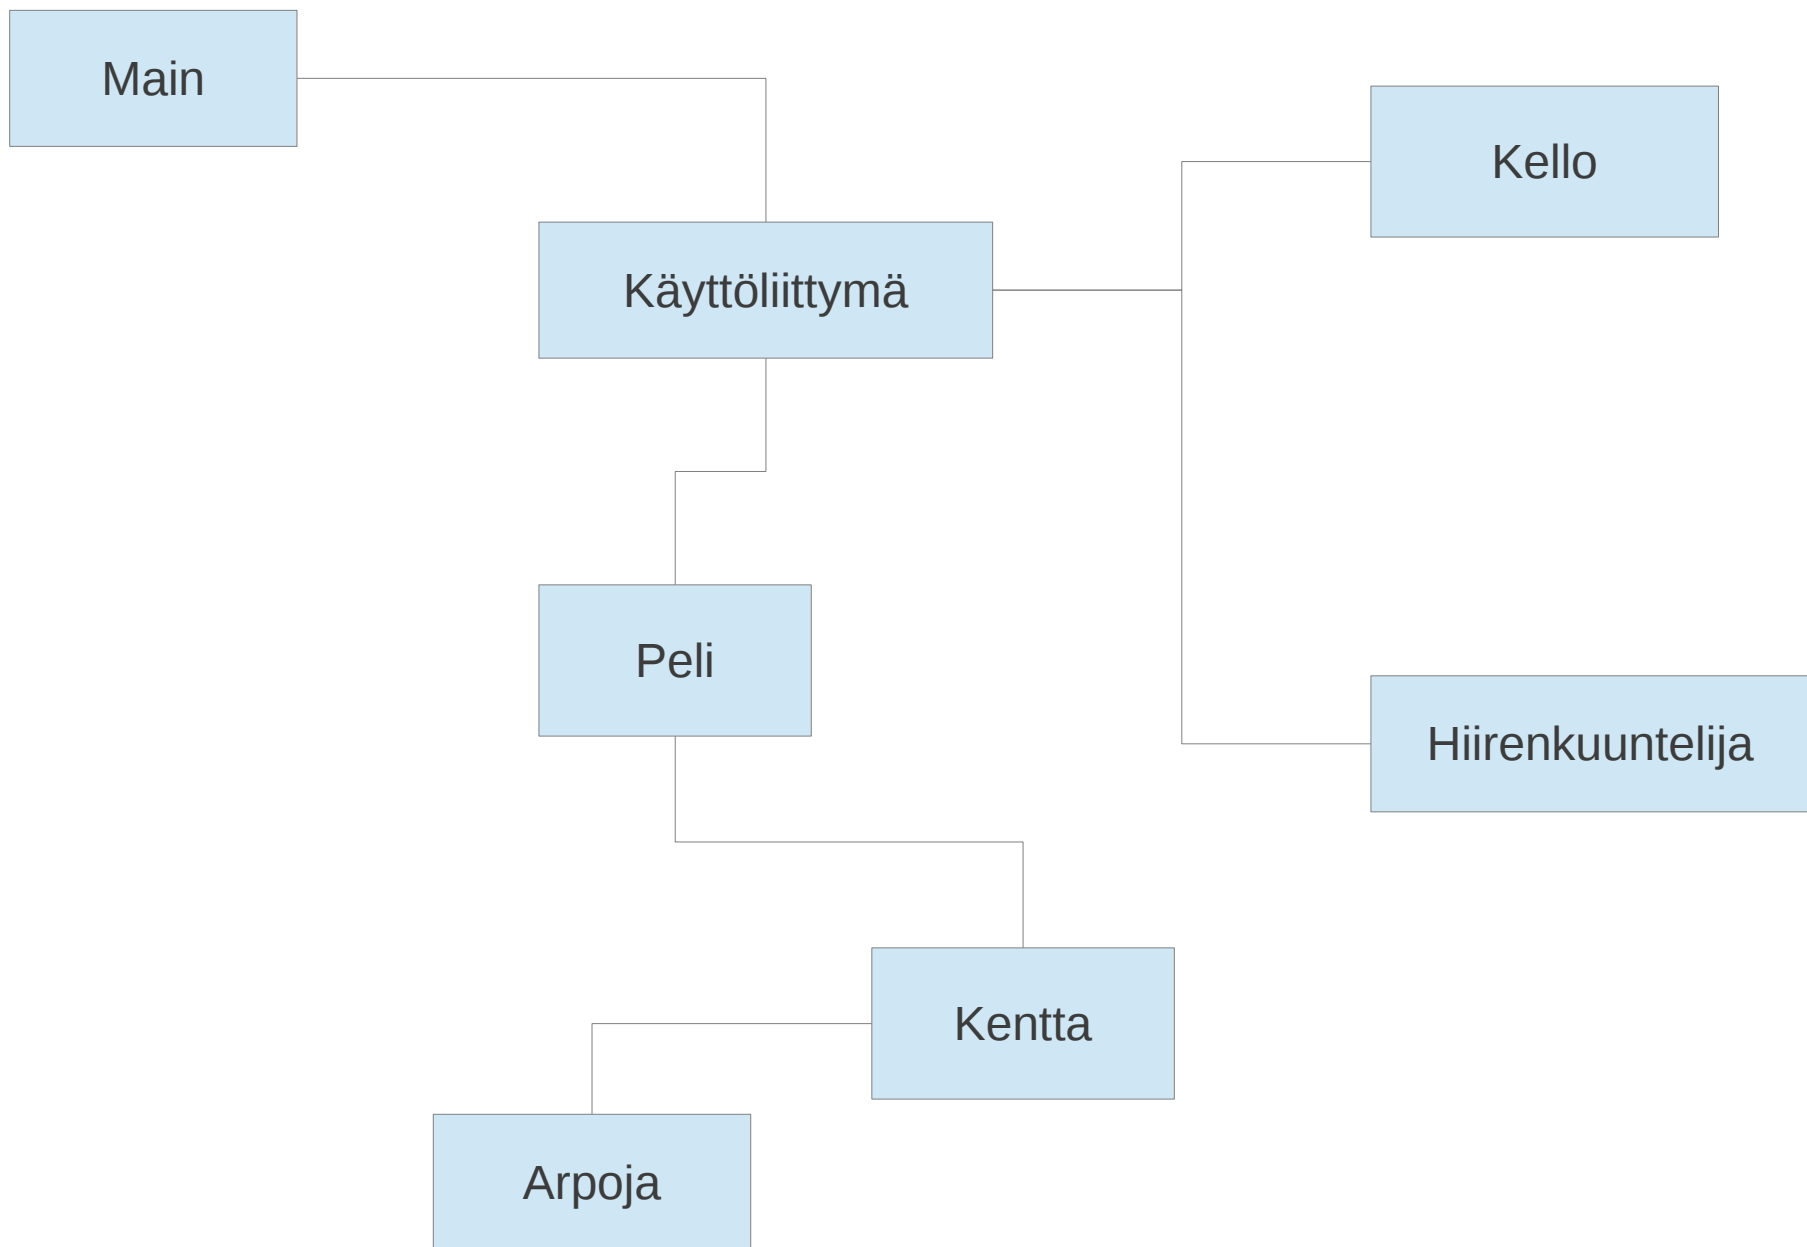 Main
Kello
Käyttöliittymä
Peli
Hiirenkuuntelija
Kentta
Arpoja